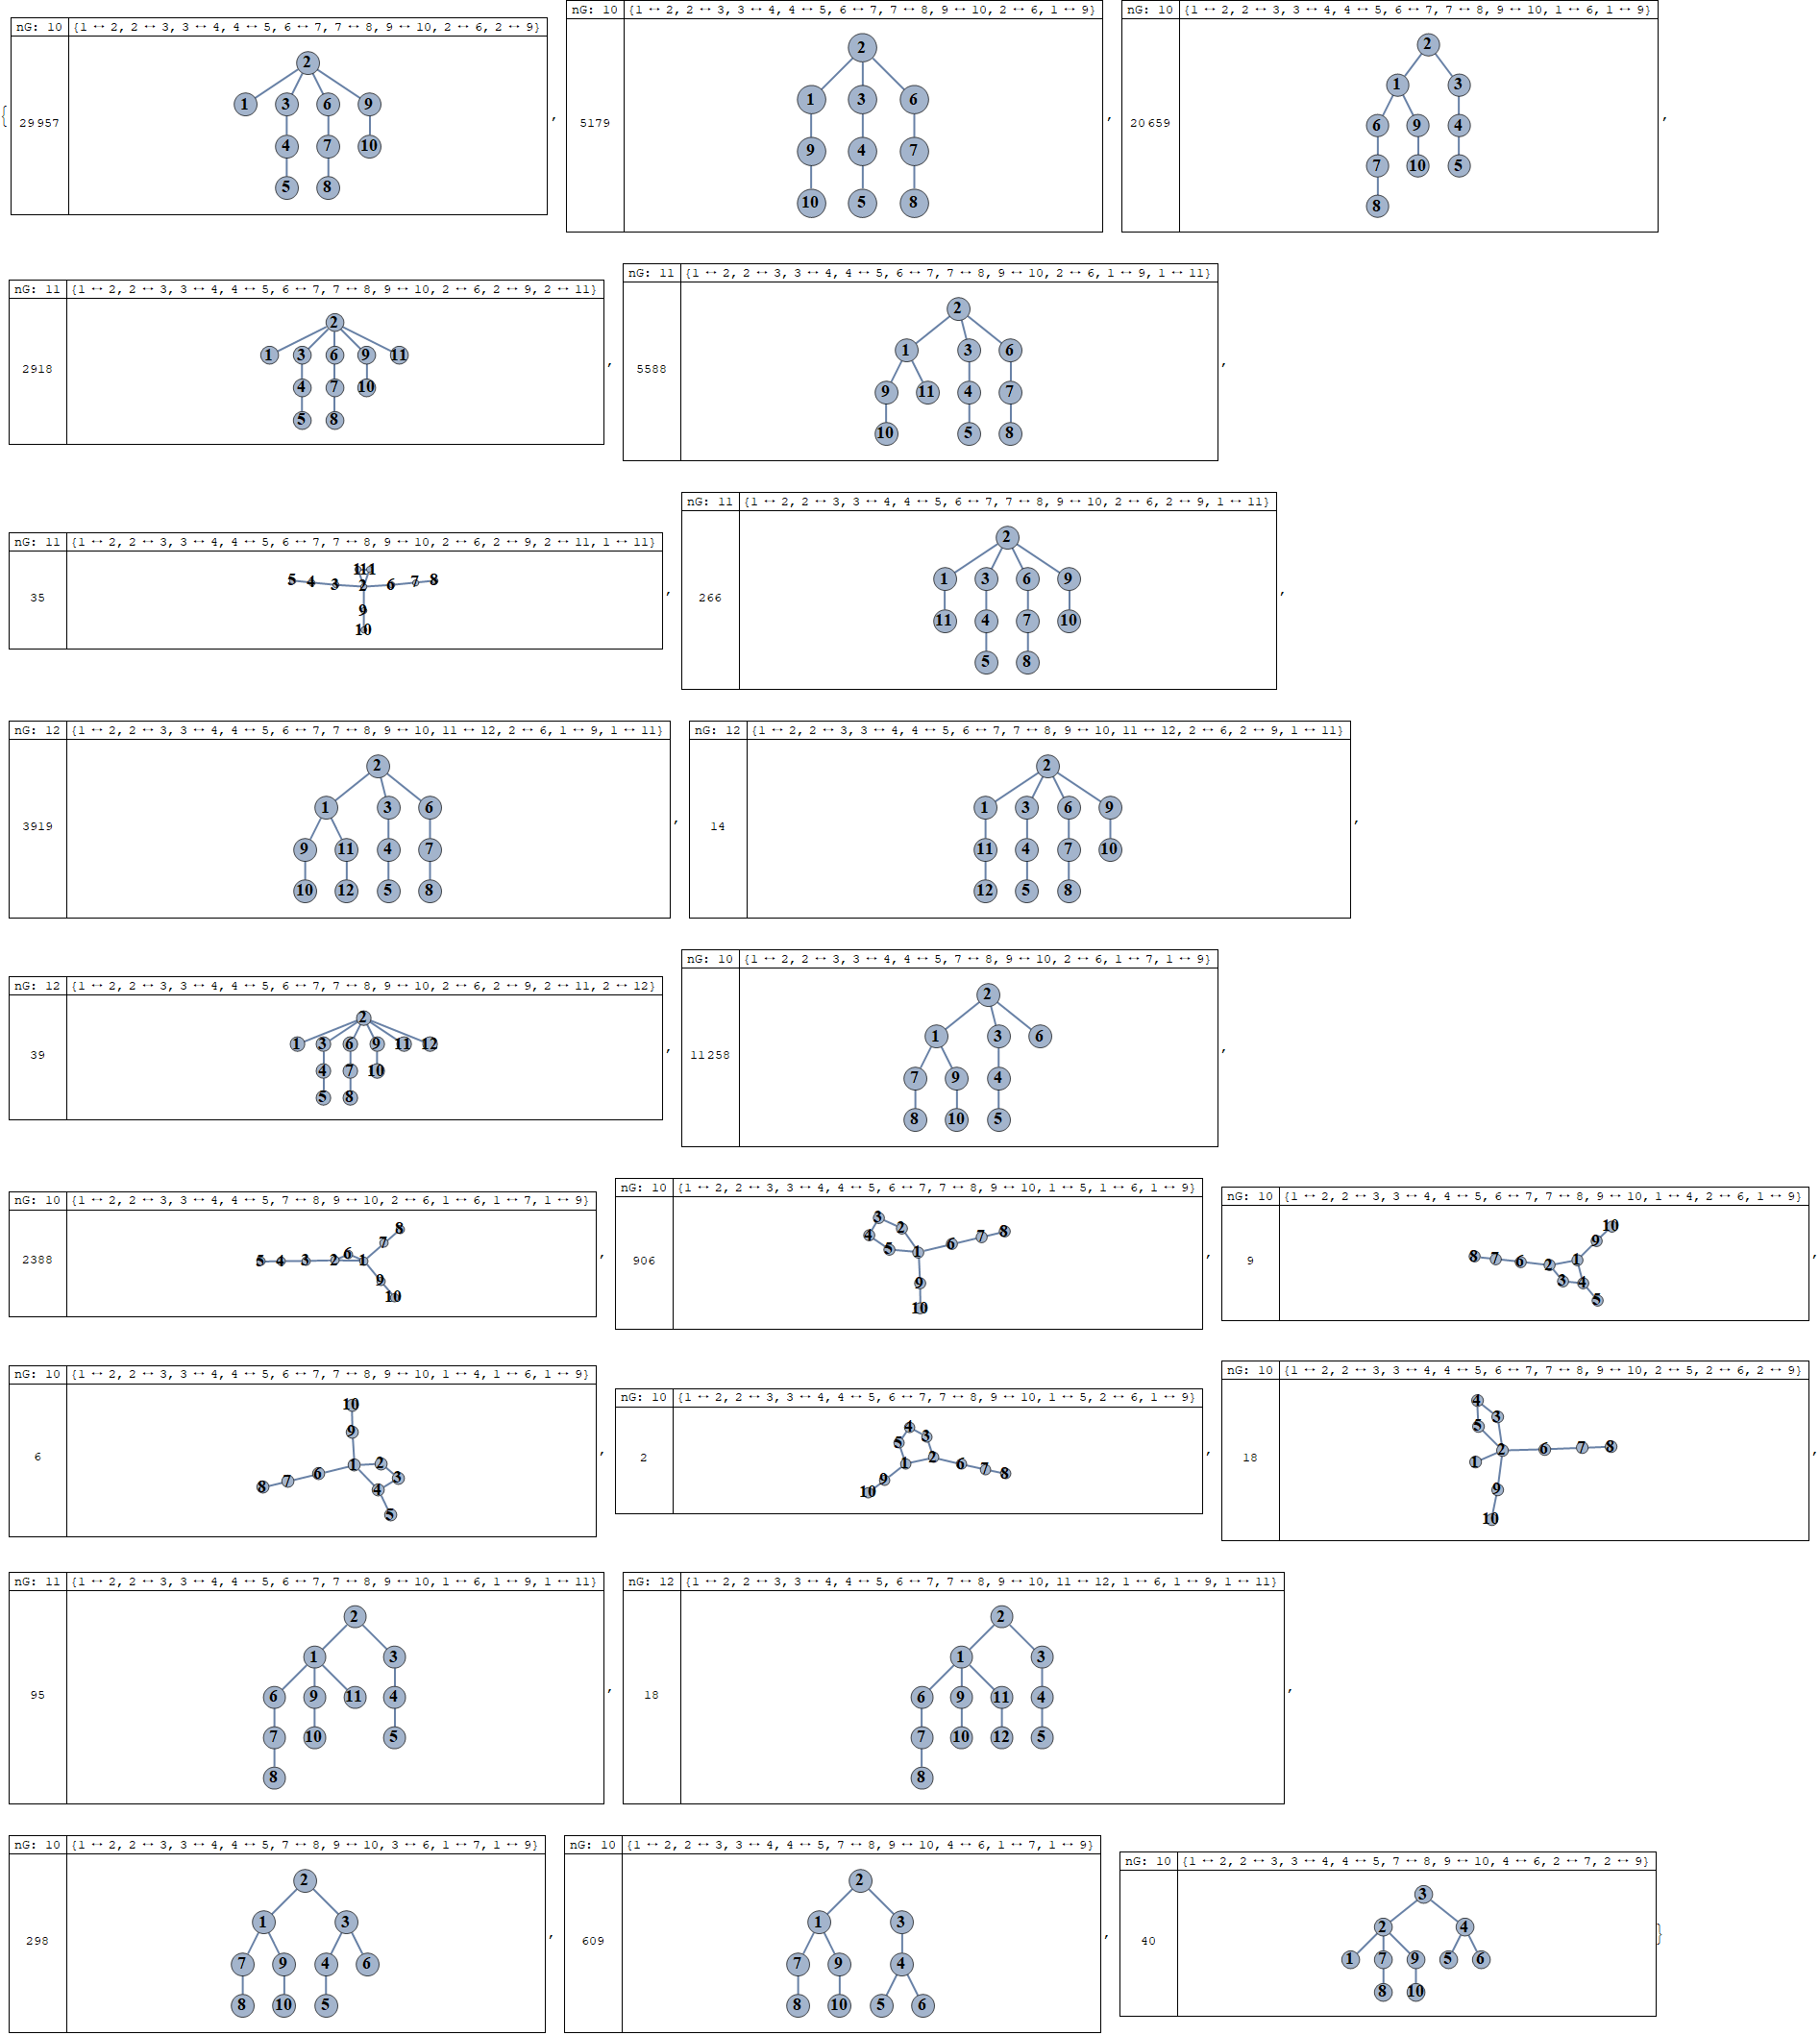 nG: 10 {1 ↔ 2, 2 ↔ 3, 3 ↔ 4, 4 ↔ 5, 6 ↔ 7, 7 ↔ 8, 9 ↔ 10, 2 ↔ 6, 2 ↔ 9}
{ 29957
2
1 3 6 9
4 7 10
5 8
,
nG: 10 {1 ↔ 2, 2 ↔ 3, 3 ↔ 4, 4 ↔ 5, 6 ↔ 7, 7 ↔ 8, 9 ↔ 10, 2 ↔ 6, 1 ↔ 9}
5179
2
1 3 6
9 4 7
10 5 8
,
nG: 10 {1 ↔ 2, 2 ↔ 3, 3 ↔ 4, 4 ↔ 5, 6 ↔ 7, 7 ↔ 8, 9 ↔ 10, 1 ↔ 6, 1 ↔ 9}
20659
2
1 3
6 9 4
7 10 5
8
,
nG: 11 {1 ↔ 2, 2 ↔ 3, 3 ↔ 4, 4 ↔ 5, 6 ↔ 7, 7 ↔ 8, 9 ↔ 10, 2 ↔ 6, 2 ↔ 9, 2 ↔ 11}
2918
2
1 3 6 9 11
4 7 10
5 8
,
nG: 11 {1 ↔ 2, 2 ↔ 3, 3 ↔ 4, 4 ↔ 5, 6 ↔ 7, 7 ↔ 8, 9 ↔ 10, 2 ↔ 6, 1 ↔ 9, 1 ↔ 11}
5588
2
1 3 6
9 11 4 7
10 5 8
,
nG: 11 {1 ↔ 2, 2 ↔ 3, 3 ↔ 4, 4 ↔ 5, 6 ↔ 7, 7 ↔ 8, 9 ↔ 10, 2 ↔ 6, 2 ↔ 9, 2 ↔ 11, 1 ↔ 11}
35
1 11
5 4 3 2 6 7 8
9
10
,
nG: 11 {1 ↔ 2, 2 ↔ 3, 3 ↔ 4, 4 ↔ 5, 6 ↔ 7, 7 ↔ 8, 9 ↔ 10, 2 ↔ 6, 2 ↔ 9, 1 ↔ 11}
266
2
1 3 6 9
11 4 7 10
5 8
,
nG: 12 {1 ↔ 2, 2 ↔ 3, 3 ↔ 4, 4 ↔ 5, 6 ↔ 7, 7 ↔ 8, 9 ↔ 10, 11 ↔ 12, 2 ↔ 6, 1 ↔ 9, 1 ↔ 11}
3919
2
1 3 6
9 11 4 7
10 12 5 8
,
nG: 12 {1 ↔ 2, 2 ↔ 3, 3 ↔ 4, 4 ↔ 5, 6 ↔ 7, 7 ↔ 8, 9 ↔ 10, 11 ↔ 12, 2 ↔ 6, 2 ↔ 9, 1 ↔ 11}
14
2
1 3 6 9
11 4 7 10
12 5 8
,
nG: 12 {1 ↔ 2, 2 ↔ 3, 3 ↔ 4, 4 ↔ 5, 6 ↔ 7, 7 ↔ 8, 9 ↔ 10, 2 ↔ 6, 2 ↔ 9, 2 ↔ 11, 2 ↔ 12}
39
2
1 3 6 9 11 12
4 7 10
5 8
,
nG: 10 {1 ↔ 2, 2 ↔ 3, 3 ↔ 4, 4 ↔ 5, 7 ↔ 8, 9 ↔ 10, 2 ↔ 6, 1 ↔ 7, 1 ↔ 9}
11258
2
1 3 6
7 9 4
8 10 5
,
nG: 10 {1 ↔ 2, 2 ↔ 3, 3 ↔ 4, 4 ↔ 5, 7 ↔ 8, 9 ↔ 10, 2 ↔ 6, 1 ↔ 6, 1 ↔ 7, 1 ↔ 9}
2388
8
7
5 4 3 2 6 1
9
10
,
nG: 10 {1 ↔ 2, 2 ↔ 3, 3 ↔ 4, 4 ↔ 5, 6 ↔ 7, 7 ↔ 8, 9 ↔ 10, 1 ↔ 5, 1 ↔ 6, 1 ↔ 9}
906
3
4 2 8
5 1 6 7
9
10
,
nG: 10 {1 ↔ 2, 2 ↔ 3, 3 ↔ 4, 4 ↔ 5, 6 ↔ 7, 7 ↔ 8, 9 ↔ 10, 1 ↔ 4, 2 ↔ 6, 1 ↔ 9}
9
10
9
8 7 6 2 1
3 4
5
,
nG: 10 {1 ↔ 2, 2 ↔ 3, 3 ↔ 4, 4 ↔ 5, 6 ↔ 7, 7 ↔ 8, 9 ↔ 10, 1 ↔ 4, 1 ↔ 6, 1 ↔ 9}
6
10
9
8 7 6 1 2 3
4
5
,
nG: 10 {1 ↔ 2, 2 ↔ 3, 3 ↔ 4, 4 ↔ 5, 6 ↔ 7, 7 ↔ 8, 9 ↔ 10, 1 ↔ 5, 2 ↔ 6, 1 ↔ 9}
2
4
5 3
1 2 6 7 8
9
10
,
nG: 10 {1 ↔ 2, 2 ↔ 3, 3 ↔ 4, 4 ↔ 5, 6 ↔ 7, 7 ↔ 8, 9 ↔ 10, 2 ↔ 5, 2 ↔ 6, 2 ↔ 9}
18
4
3
5
1 2 6 7 8
9
10
,
nG: 11 {1 ↔ 2, 2 ↔ 3, 3 ↔ 4, 4 ↔ 5, 6 ↔ 7, 7 ↔ 8, 9 ↔ 10, 1 ↔ 6, 1 ↔ 9, 1 ↔ 11}
95
2
1 3
6 9 11 4
7 10 5
8
,
nG: 12 {1 ↔ 2, 2 ↔ 3, 3 ↔ 4, 4 ↔ 5, 6 ↔ 7, 7 ↔ 8, 9 ↔ 10, 11 ↔ 12, 1 ↔ 6, 1 ↔ 9, 1 ↔ 11}
18
2
1 3
6 9 11 4
7 10 12 5
8
,
nG: 10 {1 ↔ 2, 2 ↔ 3, 3 ↔ 4, 4 ↔ 5, 7 ↔ 8, 9 ↔ 10, 3 ↔ 6, 1 ↔ 7, 1 ↔ 9}
298
2
1 3
7 9 4 6
8 10 5
,
nG: 10 {1 ↔ 2, 2 ↔ 3, 3 ↔ 4, 4 ↔ 5, 7 ↔ 8, 9 ↔ 10, 4 ↔ 6, 1 ↔ 7, 1 ↔ 9}
609
2
1 3
7 9 4
8 10 5 6
,
nG: 10 {1 ↔ 2, 2 ↔ 3, 3 ↔ 4, 4 ↔ 5, 7 ↔ 8, 9 ↔ 10, 4 ↔ 6, 2 ↔ 7, 2 ↔ 9}
40
3
2 4
1 7 9 5 6
8 10
}